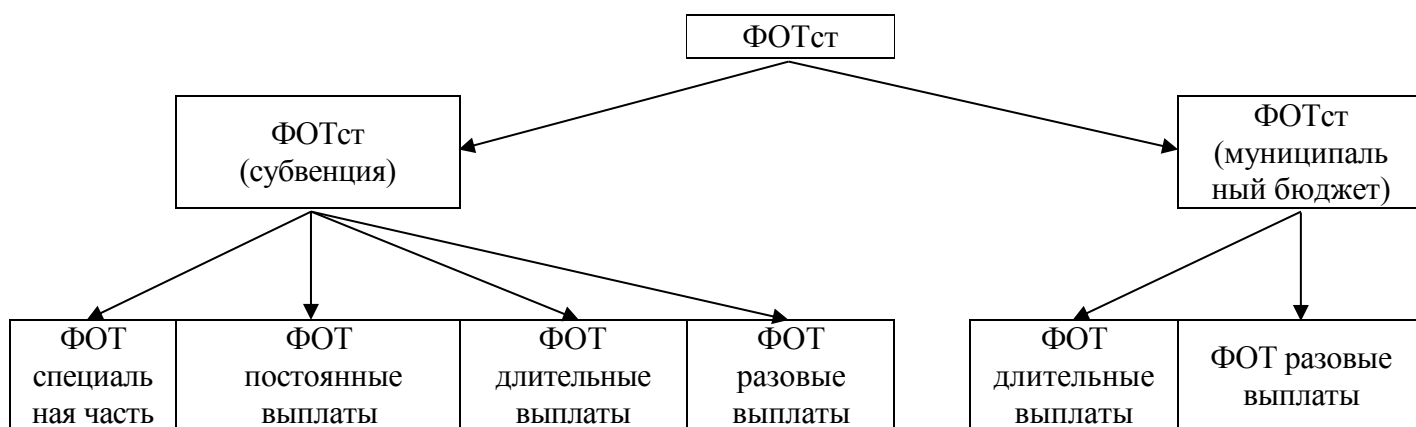 ФОТст
ФОТст
(субвенция)
ФОТст
(муниципаль
ный бюджет)
ФОТ
специаль
ная часть
ФОТ
постоянные
выплаты
ФОТ
длительные
выплаты
ФОТ
разовые
выплаты
ФОТ
длительные
выплаты
ФОТ разовые
выплаты